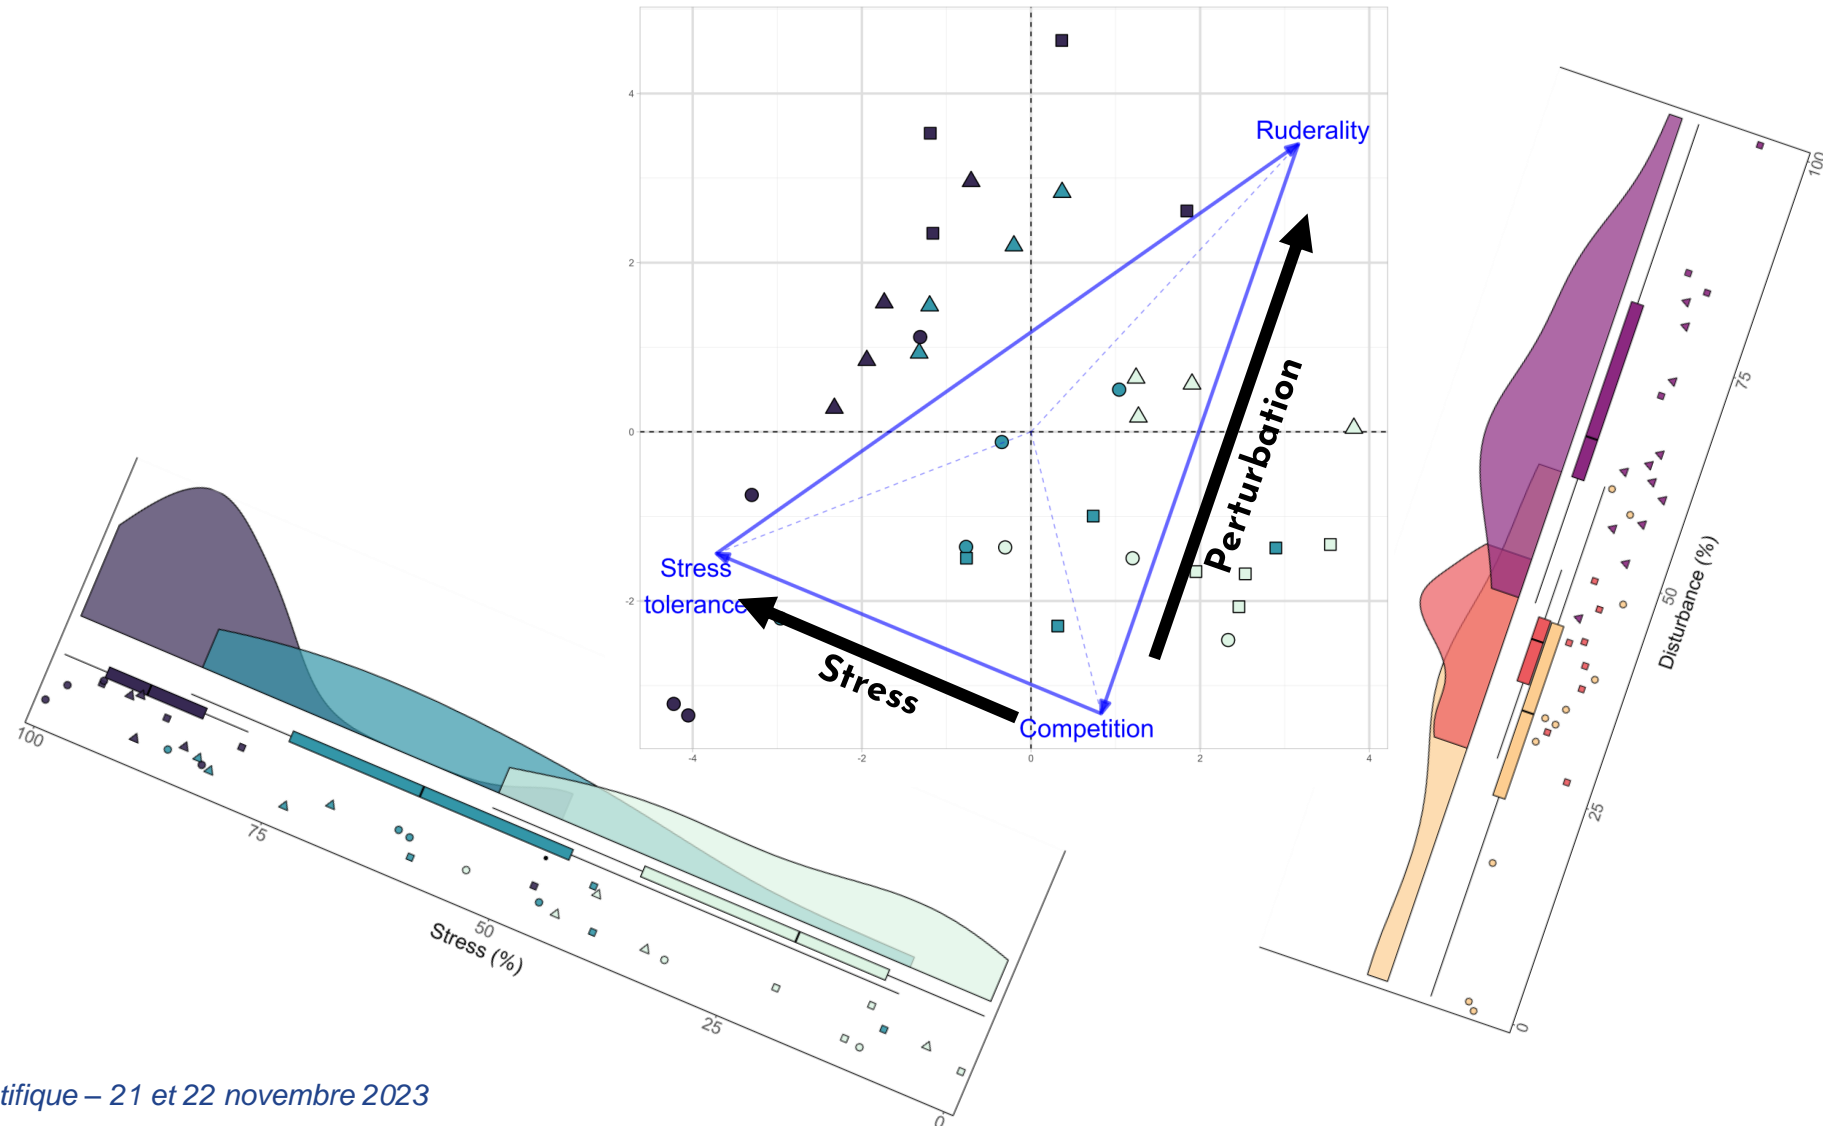 4
2
0
-2
-4
-2
0
2
4
Ruderality
Stress
tolerance
Competition
Perturbation
Stress
100
75
50
25
0
Stress (%)
100
75
50
25
0
Disturbance (%)
tifique – 21 et 22 novembre 2023